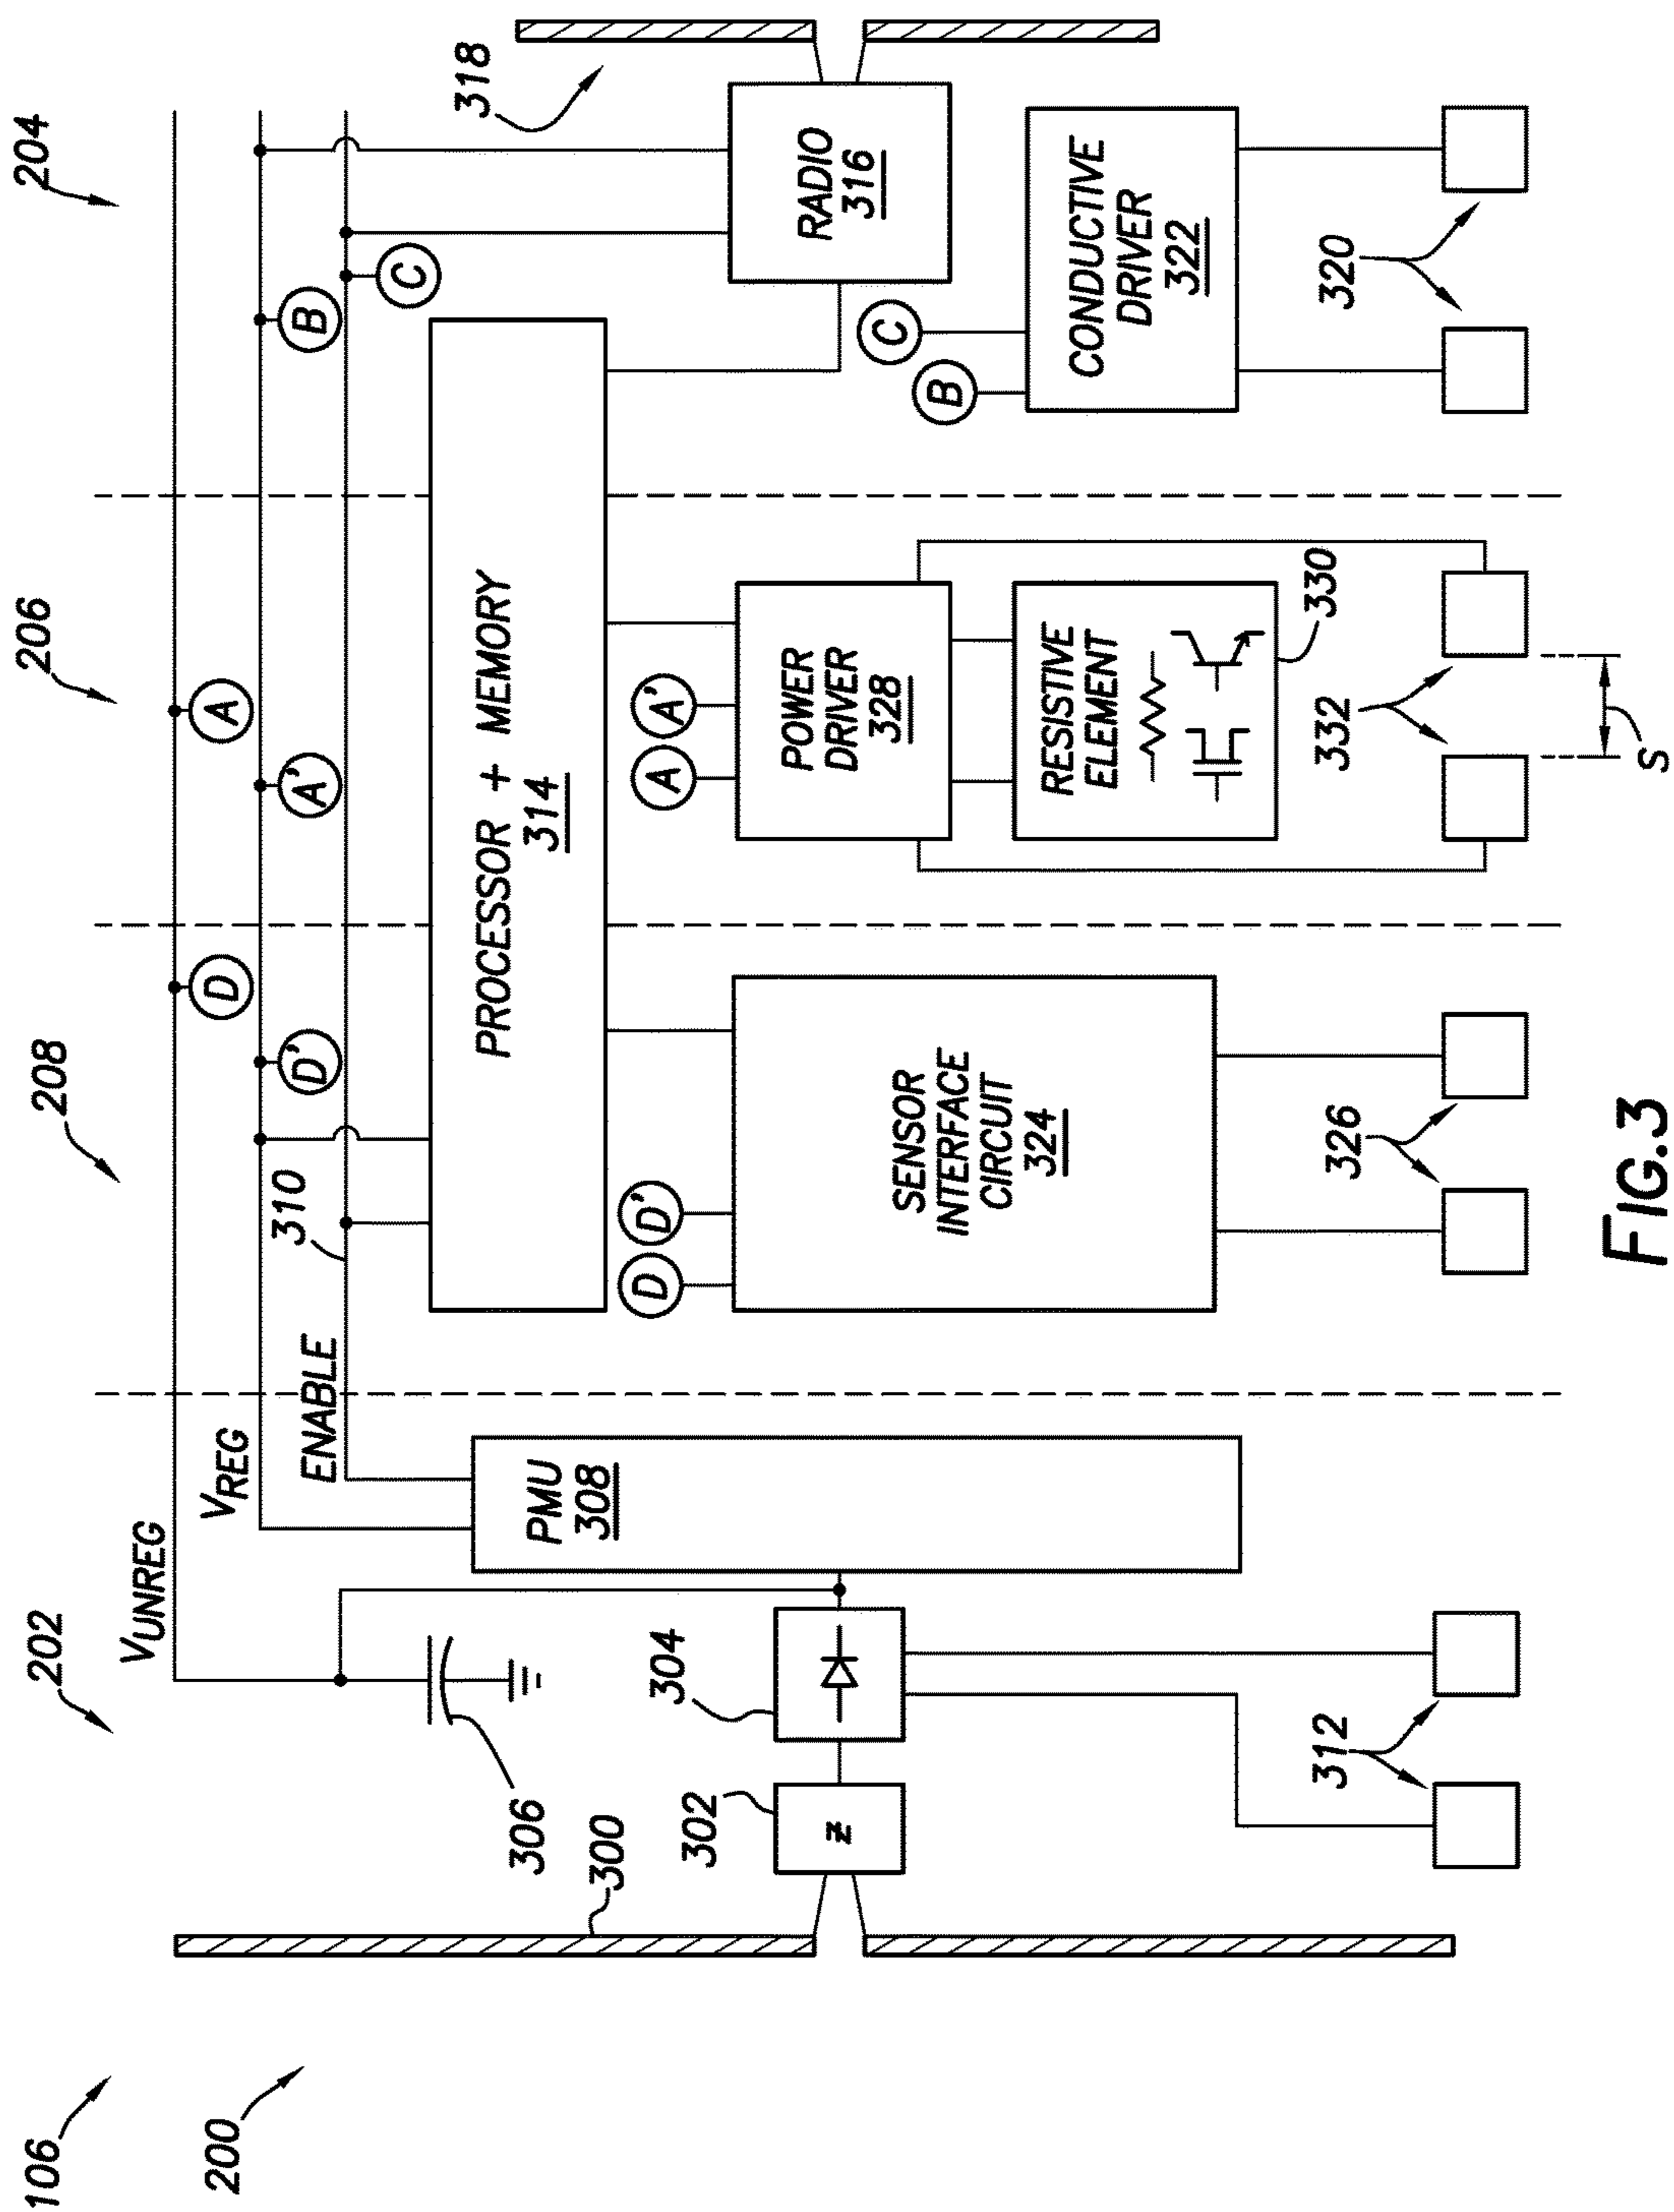 106
200
202
208
206
204
VUNREG
VREG
ENABLE
310
D
D'
A
A'
B
C
318
306
300
302
304
PMU
308
PROCESSOR + MEMORY
314
RADIO
316
D
D'
SENSOR
INTERFACE
CIRCUIT
324
A
A'
POWER
DRIVER
328
RESISTIVE
ELEMENT
330
B
C
CONDUCTIVE
DRIVER
322
Z
312
326
332
320
S
FIG.3